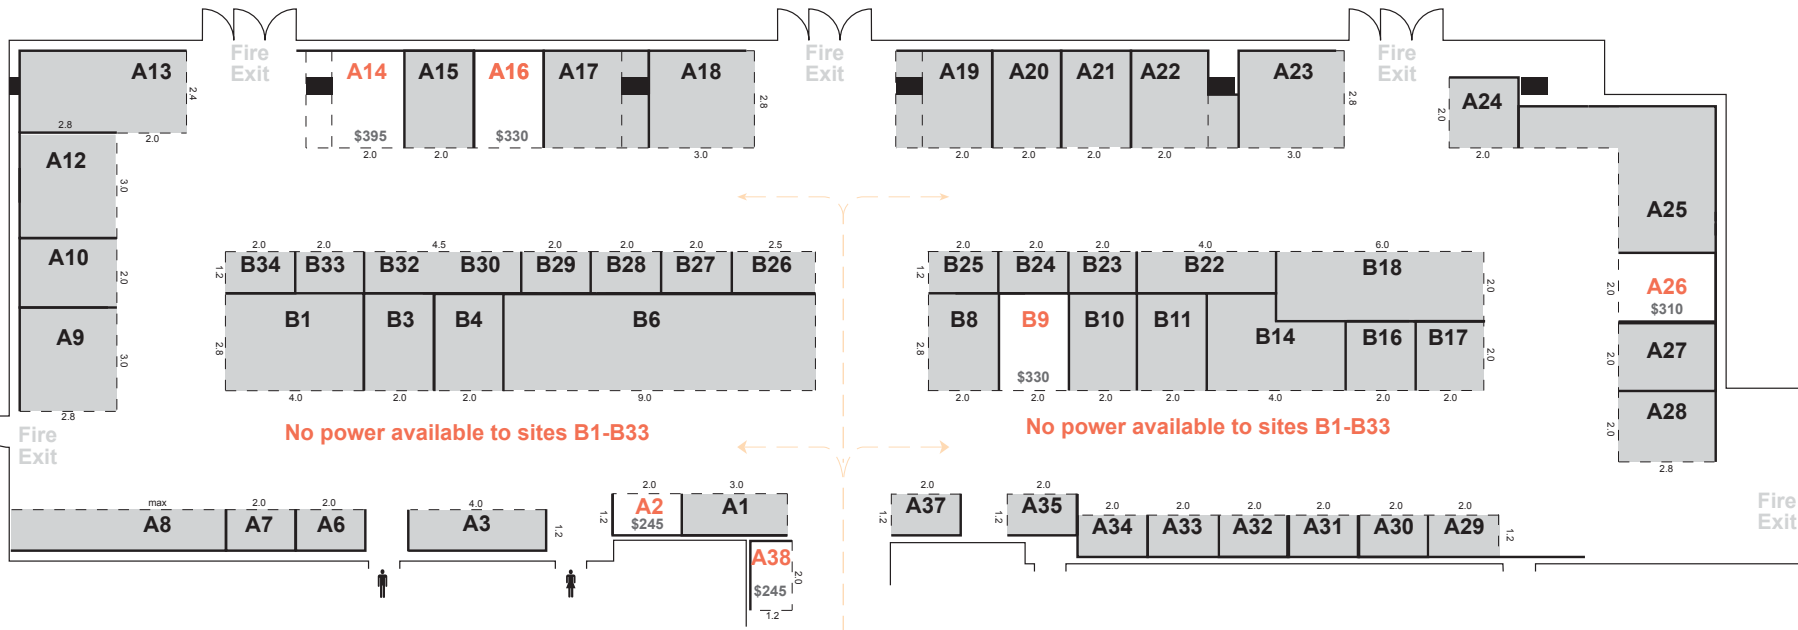 Fire
Exit
Fire
Exit
Fire
Exit
A13
2.4
2.8
2.0
A14
$395
2.0
A15
2.0
A16
$330
A17
A18
2.8
3.0
A19
2.0
A20
2.0
A21
2.0
A22
2.0
A23
2.8
3.0
A24
2.0
2.0
A12
3.0
A10
2.0
A9
3.0
2.8
A25
A26
$310
2.0
A27
2.0
A28
2.0
2.8
2.0
2.0
4.5
2.0
2.0
2.0
2.5
1.2
B34
B33
B32
B30
B29
B28
B27
B26
B1
B3
B4
B6
2.8
4.0
2.0
2.0
9.0
2.0
2.0
2.0
4.0
6.0
1.2
B25
B24
B23
B22
B18
2.0
B8
B9
$330
B10
B11
B14
B16
B17
2.8
2.0
2.0
2.0
2.0
2.0
4.0
2.0
2.0
No power available to sites B1-B33
No power available to sites B1-B33
Fire
Exit
Fire
Exit
max
A8
2.0
A7
2.0
A6
4.0
A3
1.2
2.0
1.2
A2
$245
3.0
A1
A38
2.0
$245
1.2
2.0
1.2
A37
2.0
1.2
A35
2.0
A34
2.0
A33
2.0
A32
2.0
A31
2.0
A30
2.0
A29
1.2